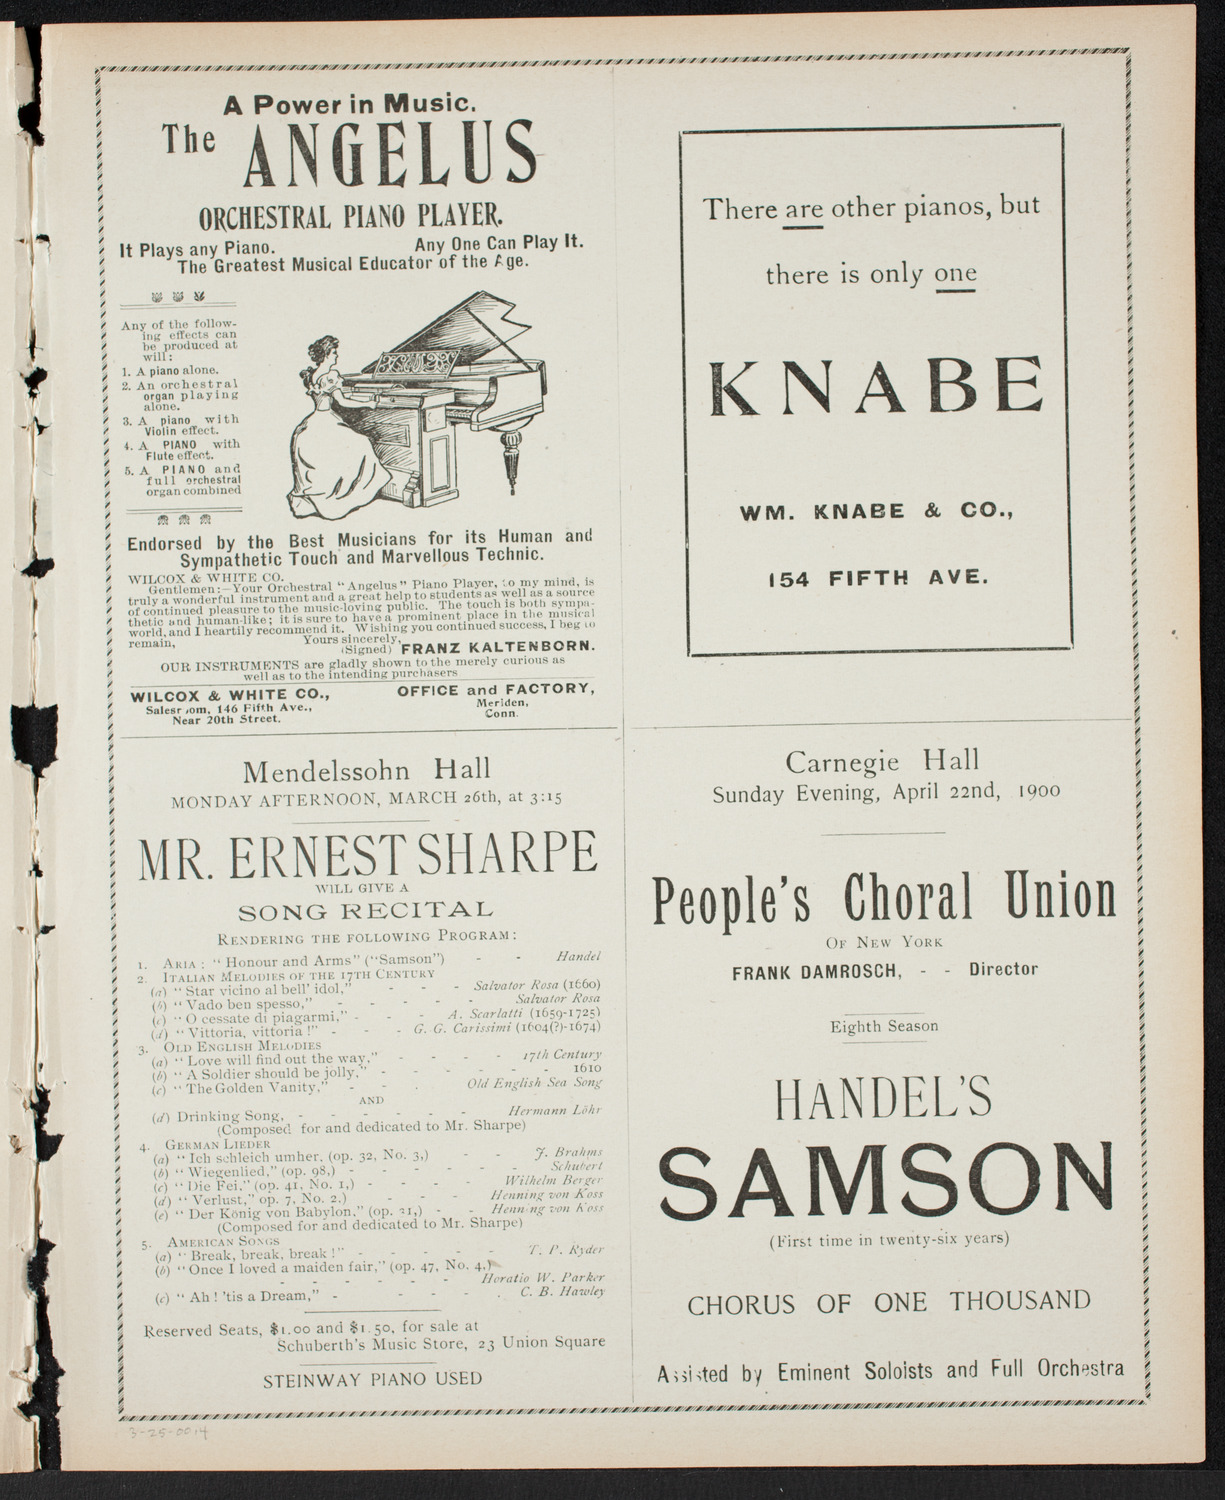 A Power in Music.
The ANGELUS
ORCHESTRAL PIANO PLAYER.
It Plays any Piano. Any One Can Play It.
The Greatest Musical Educator of the Age.
Any of the follow-
ing effects can
be produced at
will:
1. A piano alone.
2. An orchestral
organ playing
alone.
3. A piano with
Violin effect.
4. A PIANO with
Flute effect.
5. A PIANO and
full orchestral
organ combined
ANGELUS
Endorsed by the Best Musicians for its Human and
Sympathetic Touch and Marvellous Technic.
WILCOX & WHITE CO.
Gentlemen:—Your Orchestral "Angelus" Piano Player, to my mind, is
truly a wonderful instrument and a great help to students as well as a source
of continued pleasure to the music-loving public. The touch is both sympa-
thetic and human-like; it is sure to have a prominent place in the musical
world, and I heartily recommend it. Wishing you continued success, I beg to
remain, Yours sincerely,
(Signed) FRANZ KALTENBORN.
OUR INSTRUMENTS are gladly shown to the merely curious as
well as to the intending purchasers
WILCOX & WHITE CO.,
Salesroom, 146 Fifth Ave.,
Near 20th Street.
OFFICE and FACTORY,
Meriden,
Conn.
There are other pianos, but
there is only one
KNABE
WM. KNABE & CO.,
154 FIFTH AVE.
Mendelssohn Hall
MONDAY AFTERNOON, MARCH 26th, at 3:15
MR. ERNEST SHARPE
WILL GIVE A
SONG RECITAL
RENDERING THE FOLLOWING PROGRAM:
1. ARIA: "Honour and Arms" ("Samson") - - Handel
2. ITALIAN MELODIES OF THE 17TH CENTURY
(a) "Star vicino al bell' idol," - - - Salvator Rosa (1660)
(b) "Vado ben spesso," - - - - Salvator Rosa
(c) "O cessate di piagarmi," - - - A. Scarlatti (1659-1725)
(d) "Vittoria, vittoria!" - - - G. G. Carissimi (1604(?)-1674)
3. OLD ENGLISH MELODIES
(a) "Love will find out the way," - - - - 17th Century
(b) "A Soldier should be jolly," - - - - - 1610
(c) "The Golden Vanity," - - - Old English Sea Song
AND
(d) Drinking Song, - - - - - - Hermann Löhr
(Composed for and dedicated to Mr. Sharpe)
4. GERMAN LIEDER
(a) "Ich schleich umher, (op. 32, No. 3,) - - J. Brahms
(b) "Wiegenlied," (op. 98,) - - - - - - Schubert
(c) "Die Fei," (op. 41, No. 1,) - - - - Wilhelm Berger
(d) "Verlust," op. 7, No. 2.) - - - Henning von Koss
(e) "Der König von Babylon," (op. 21,) - - Henning von Koss
(Composed for and dedicated to Mr. Sharpe)
5. AMERICAN SONGS
(a) "Break, break, break!" - - - - - T. P. Ryder
(b) "Once I loved a maiden fair," (op. 47, No. 4.)
- - - - - - Horatio W. Parker
(c) "Ah! 'tis a Dream," - - - - - C. B. Hawley
Reserved Seats, $1.00 and $1.50, for sale at
Schuberth's Music Store, 23 Union Square
STEINWAY PIANO USED
Carnegie Hall
Sunday Evening, April 22nd, 1900
People's Choral Union
OF NEW YORK
FRANK DAMROSCH, - - Director
Eighth Season
HANDEL'S
SAMSON
(First time in twenty-six years)
CHORUS OF ONE THOUSAND
Assisted by Eminent Soloists and Full Orchestra
3-25-0014